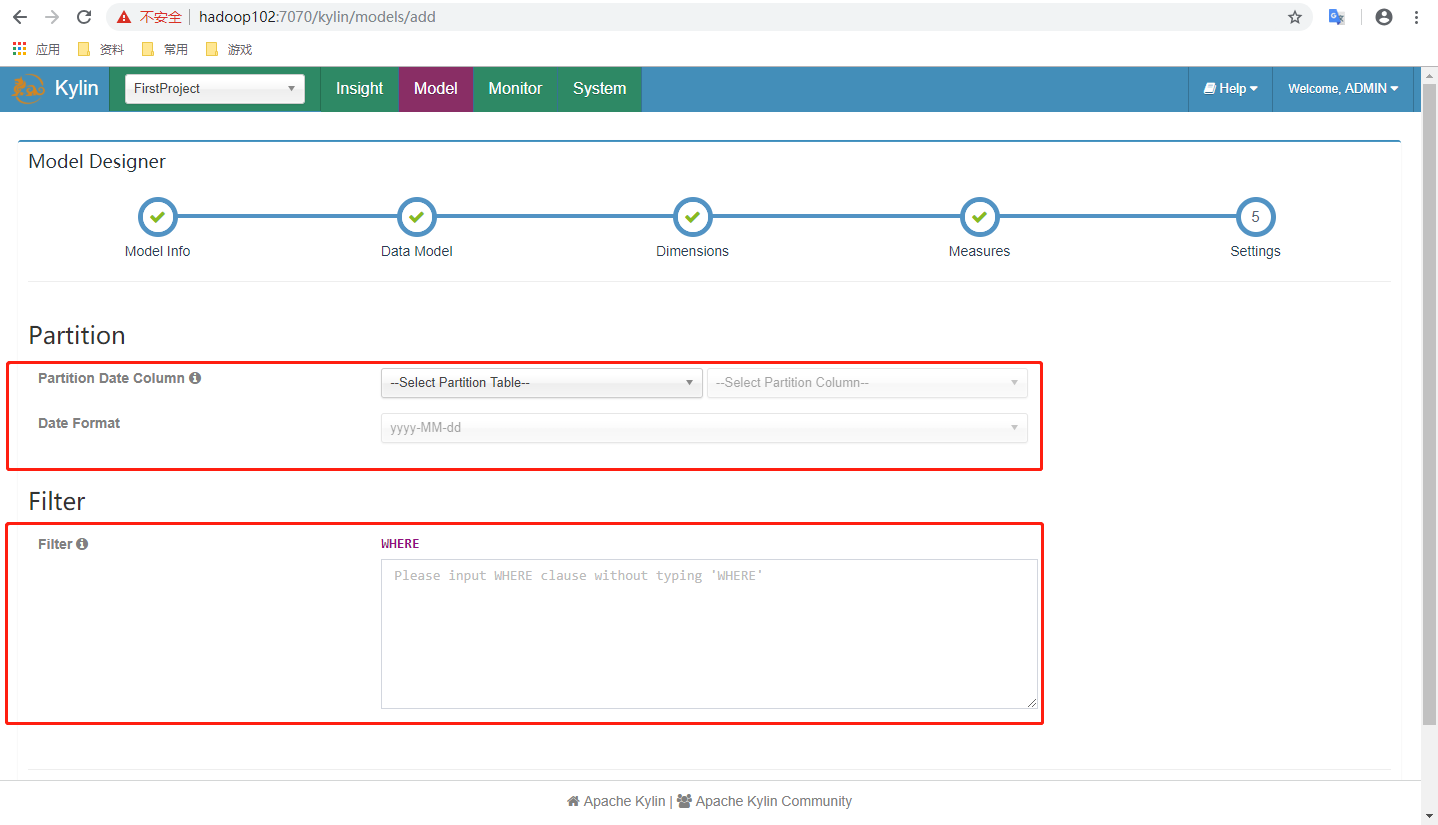 不安全 hadoop102:7070/kylin/models/add
应用 资料 常用 游戏
Kylin FirstProject Insight Model Monitor System Help Welcome, ADMIN
Model Designer
5
Model Info Data Model Dimensions Measures Settings
Partition
Partition Date Column --Select Partition Table-- --Select Partition Column--
Date Format yyyy-MM-dd
Filter
Filter WHERE
Please input WHERE clause without typing 'WHERE'
Apache Kylin | Apache Kylin Community